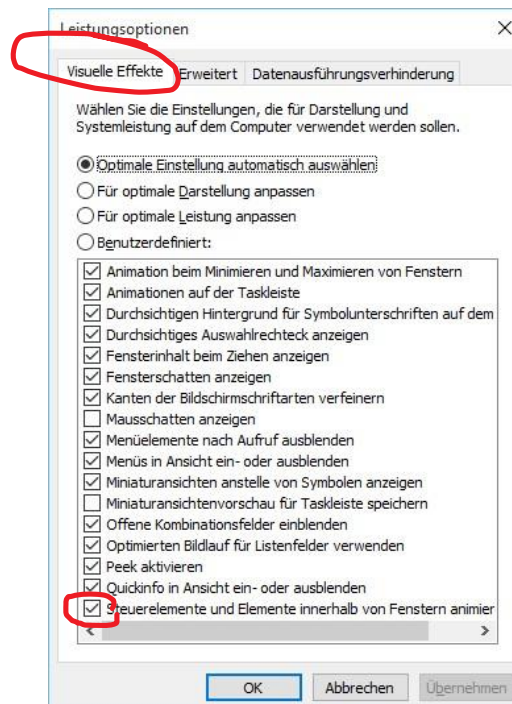 Leistungsoptionen
Visuelle Effekte Erweitert Datenausführungsverhinderung
Wählen Sie die Einstellungen, die für Darstellung und
Systemleistung auf dem Computer verwendet werden sollen.
Optimale Einstellung automatisch auswählen
Für optimale Darstellung anpassen
Für optimale Leistung anpassen
Benutzerdefiniert:
Animation beim Minimieren und Maximieren von Fenstern
Animationen auf der Taskleiste
Durchsichtigen Hintergrund für Symbolunterschriften auf dem
Durchsichtiges Auswahlrechteck anzeigen
Fensterinhalt beim Ziehen anzeigen
Fensterschatten anzeigen
Kanten der Bildschirmschriftarten verfeinern
Mausschatten anzeigen
Menüelemente nach Aufruf ausblenden
Menüs in Ansicht ein- oder ausblenden
Miniaturansichten anstelle von Symbolen anzeigen
Miniaturansichtenvorschau für Taskleiste speichern
Offene Kombinationsfelder einblenden
Optimierten Bildlauf für Listenfelder verwenden
Peek aktivieren
Quickinfo in Ansicht ein- oder ausblenden
Steuerelemente und Elemente innerhalb von Fenstern animier
OK Abbrechen Übernehmen